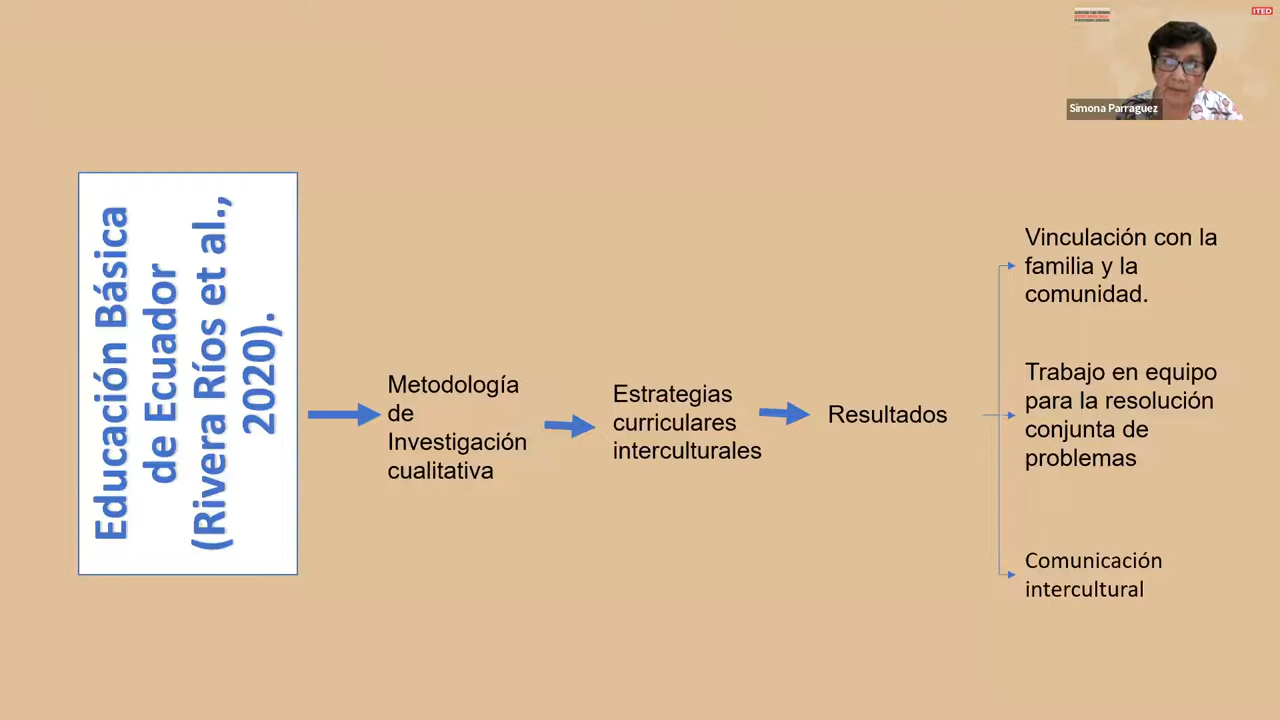 ITED
Simona Parraguez
Educación Básica
de Ecuador
(Rivera Ríos et al.,
2020).
Metodología
de
Investigación
cualitativa
Estrategias
curriculares
interculturales
Resultados
Vinculación con la
familia y la
comunidad.
Trabajo en equipo
para la resolución
conjunta de
problemas
Comunicación
intercultural